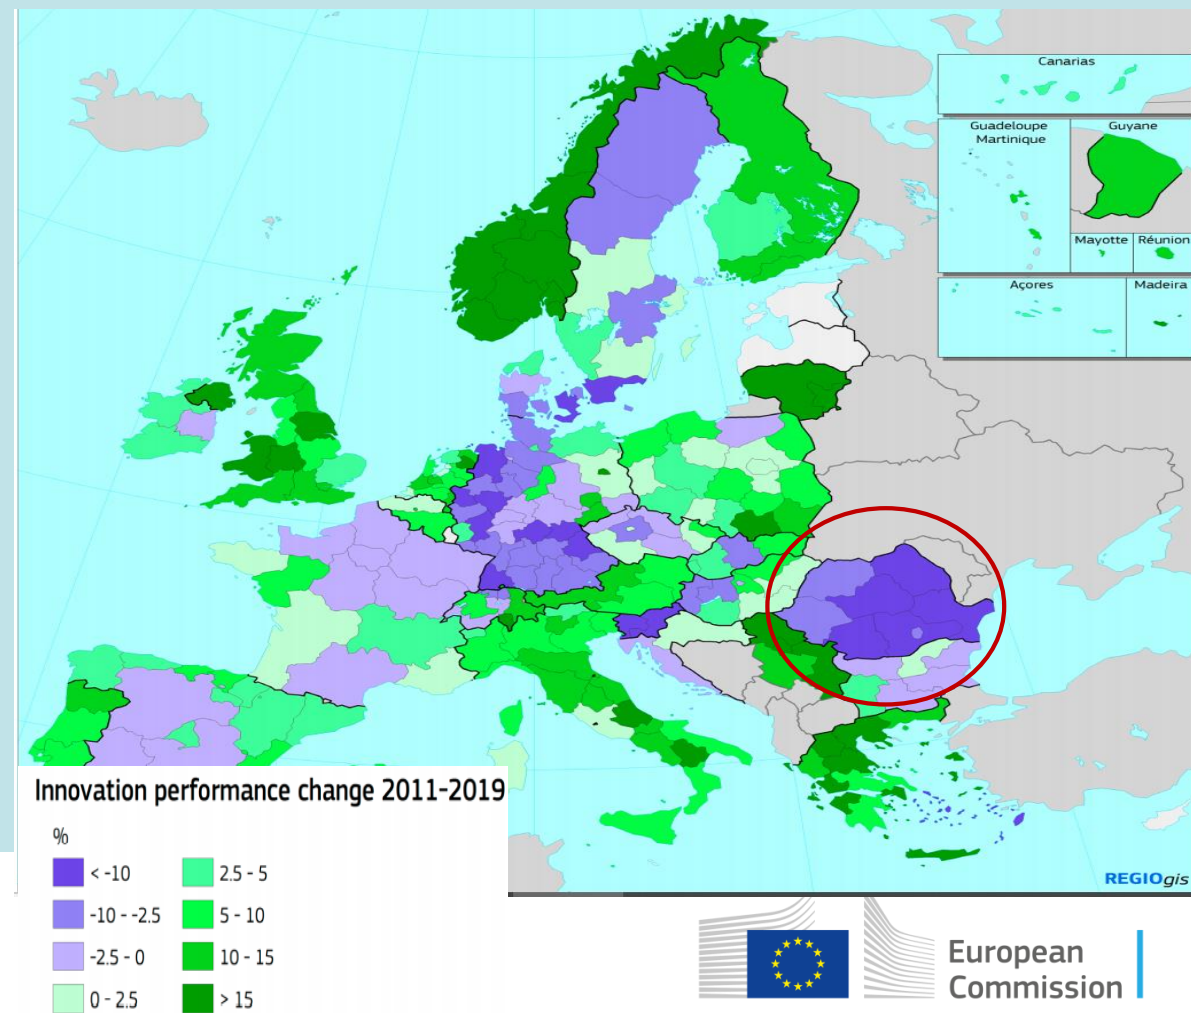 Canarias
Guadeloupe
Martinique
Guyane
Mayotte
Réunion
Açores
Madeira
REGIOgis
Innovation performance change 2011-2019
%
< -10
-10 - -2.5
-2.5 - 0
0 - 2.5
2.5 - 5
5 - 10
10 - 15
> 15
European
Commission